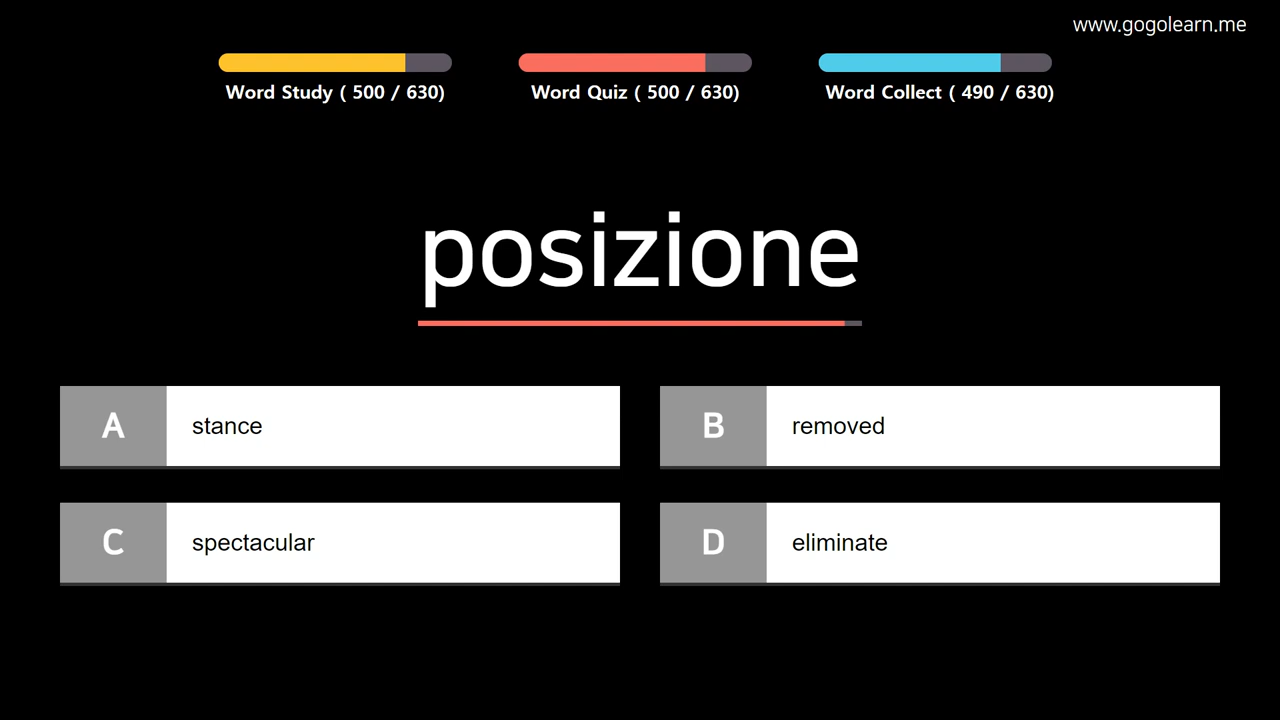 www.gogolearn.me
Word Study ( 500 / 630)
Word Quiz ( 500 / 630)
Word Collect ( 490 / 630)
posizione
A stance
B removed
C spectacular
D eliminate